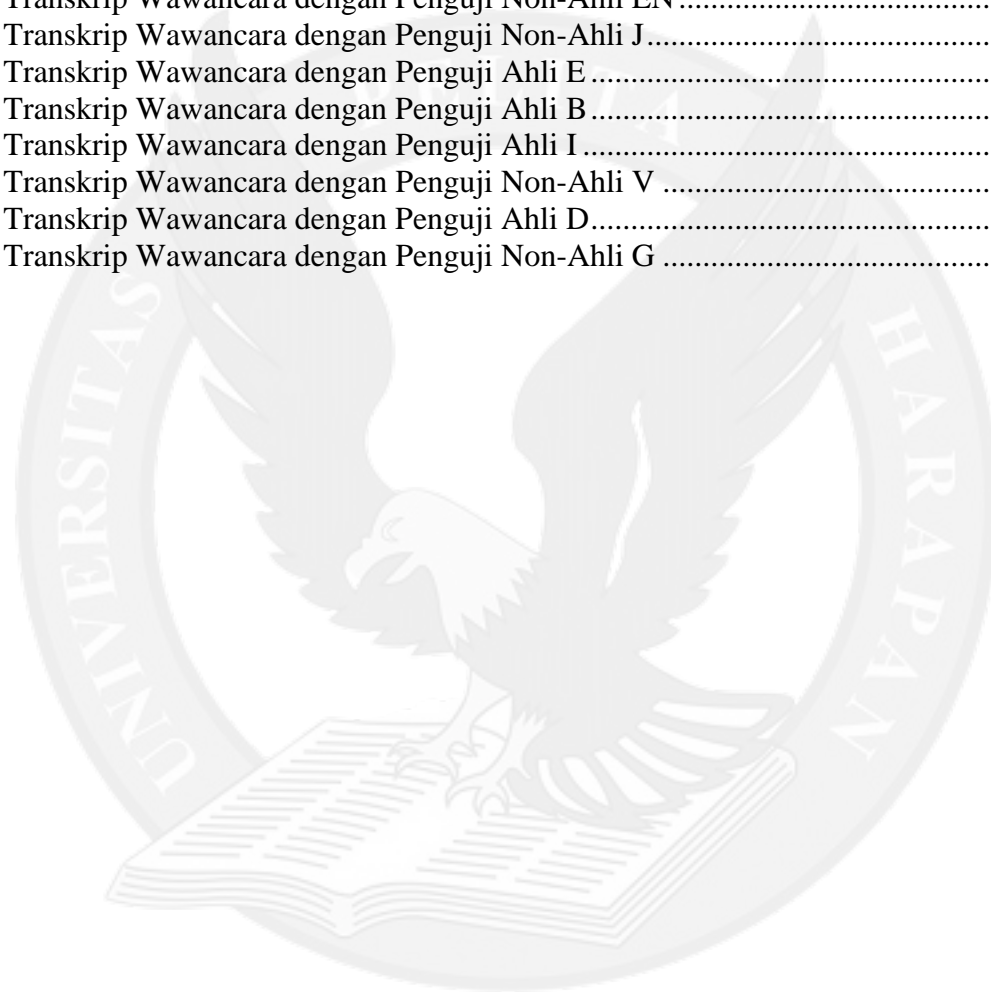 Transkrip Wawancara dengan Penguji Non-Ahli EN.......................................
Transkrip Wawancara dengan Penguji Non-Ahli J...........................................
Transkrip Wawancara dengan Penguji Ahli E..................................................
Transkrip Wawancara dengan Penguji Ahli B..................................................
Transkrip Wawancara dengan Penguji Ahli I...................................................
Transkrip Wawancara dengan Penguji Non-Ahli V.........................................
Transkrip Wawancara dengan Penguji Ahli D..................................................
Transkrip Wawancara dengan Penguji Non-Ahli G.........................................
UNIVERSITAS PELITA HARAPAN